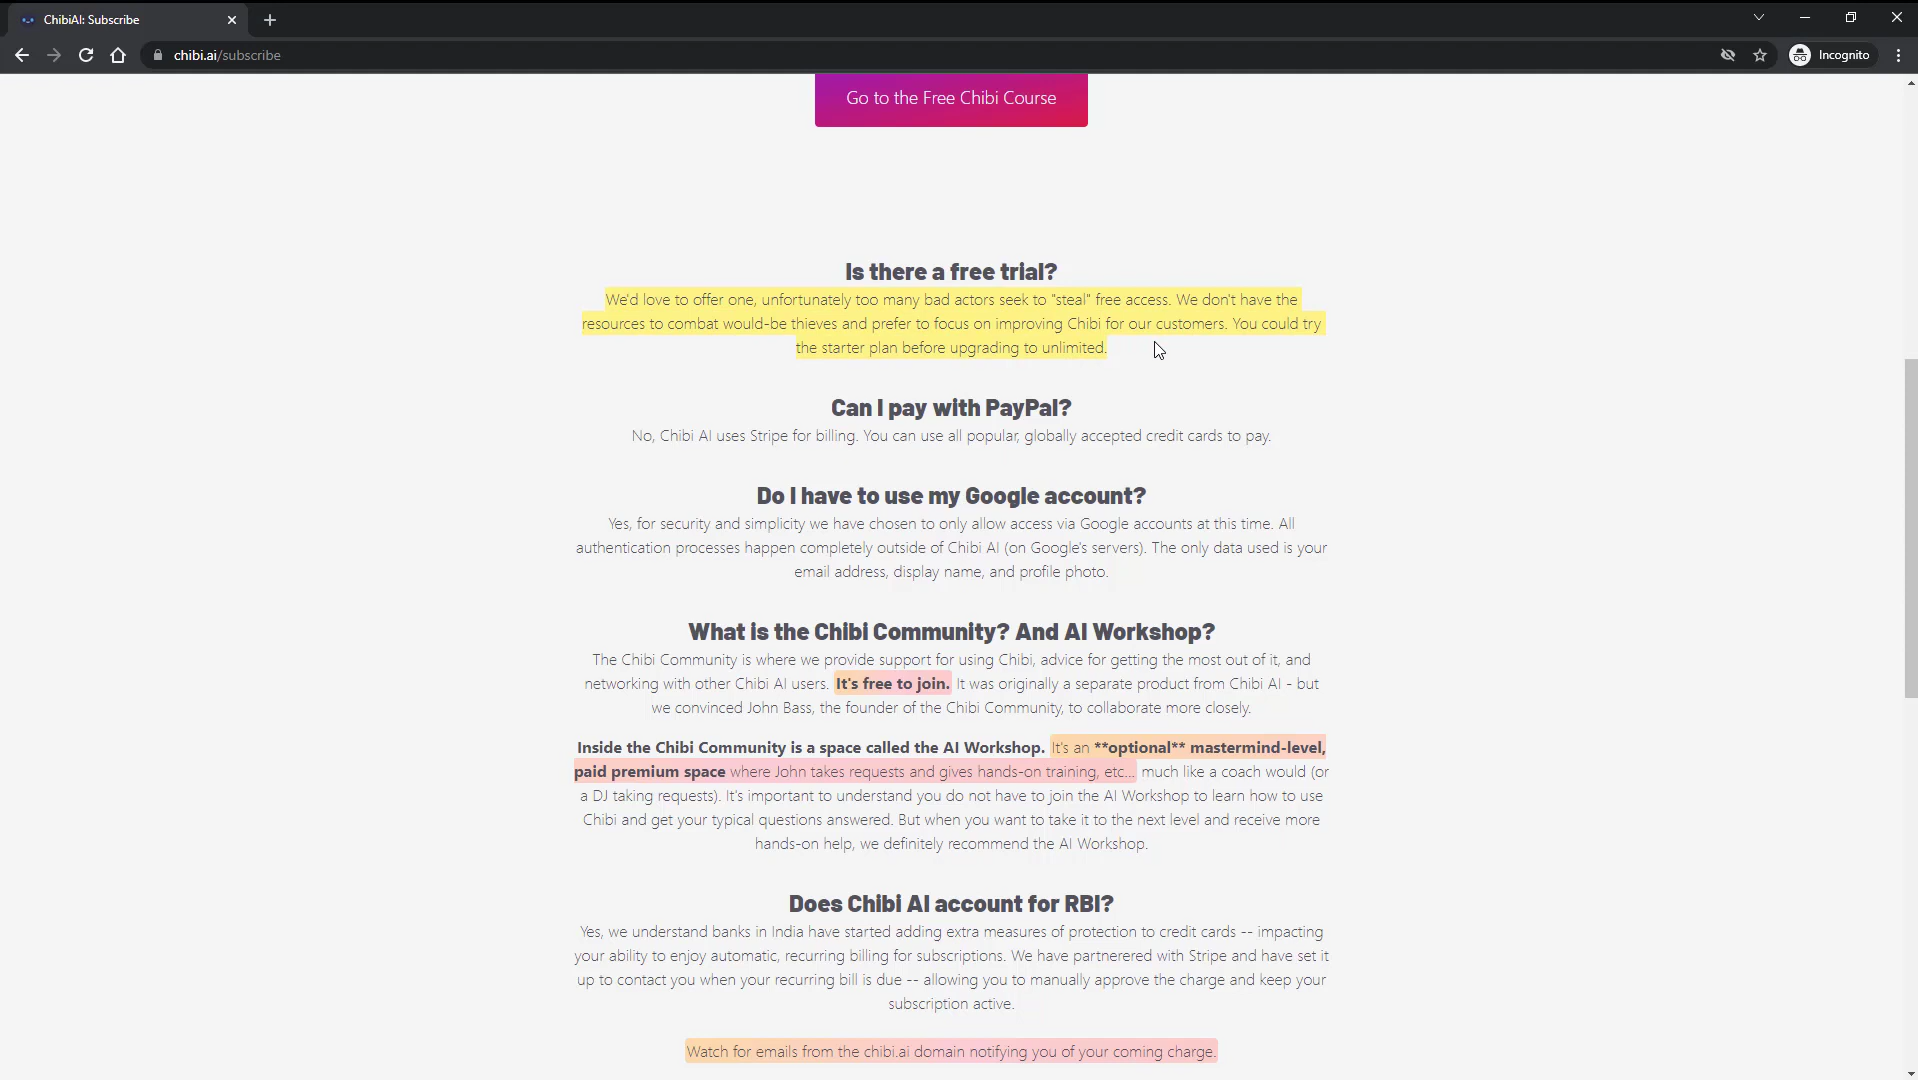 ChibiAI: Subscribe
chibi.ai/subscribe
Incognito
Go to the Free Chibi Course
Is there a free trial?
We'd love to offer one, unfortunately too many bad actors seek to "steal" free access. We don't have the
resources to combat would-be thieves and prefer to focus on improving Chibi for our customers. You could try
the starter plan before upgrading to unlimited.
Can I pay with PayPal?
No, Chibi AI uses Stripe for billing. You can use all popular, globally accepted credit cards to pay.
Do I have to use my Google account?
Yes, for security and simplicity we have chosen to only allow access via Google accounts at this time. All
authentication processes happen completely outside of Chibi AI (on Google's servers). The only data used is your
email address, display name, and profile photo.
What is the Chibi Community? And AI Workshop?
The Chibi Community is where we provide support for using Chibi, advice for getting the most out of it, and
networking with other Chibi AI users. It's free to join. It was originally a separate product from Chibi AI - but
we convinced John Bass, the founder of the Chibi Community, to collaborate more closely.
Inside the Chibi Community is a space called the AI Workshop. It's an **optional** mastermind-level,
paid premium space where John takes requests and gives hands-on training, etc... much like a coach would (or
a DJ taking requests). It's important to understand you do not have to join the AI Workshop to learn how to use
Chibi and get your typical questions answered. But when you want to take it to the next level and receive more
hands-on help, we definitely recommend the AI Workshop.
Does Chibi AI account for RBI?
Yes, we understand banks in India have started adding extra measures of protection to credit cards -- impacting
your ability to enjoy automatic, recurring billing for subscriptions. We have partnerered with Stripe and have set it
up to contact you when your recurring bill is due -- allowing you to manually approve the charge and keep your
subscription active.
Watch for emails from the chibi.ai domain notifying you of your coming charge.